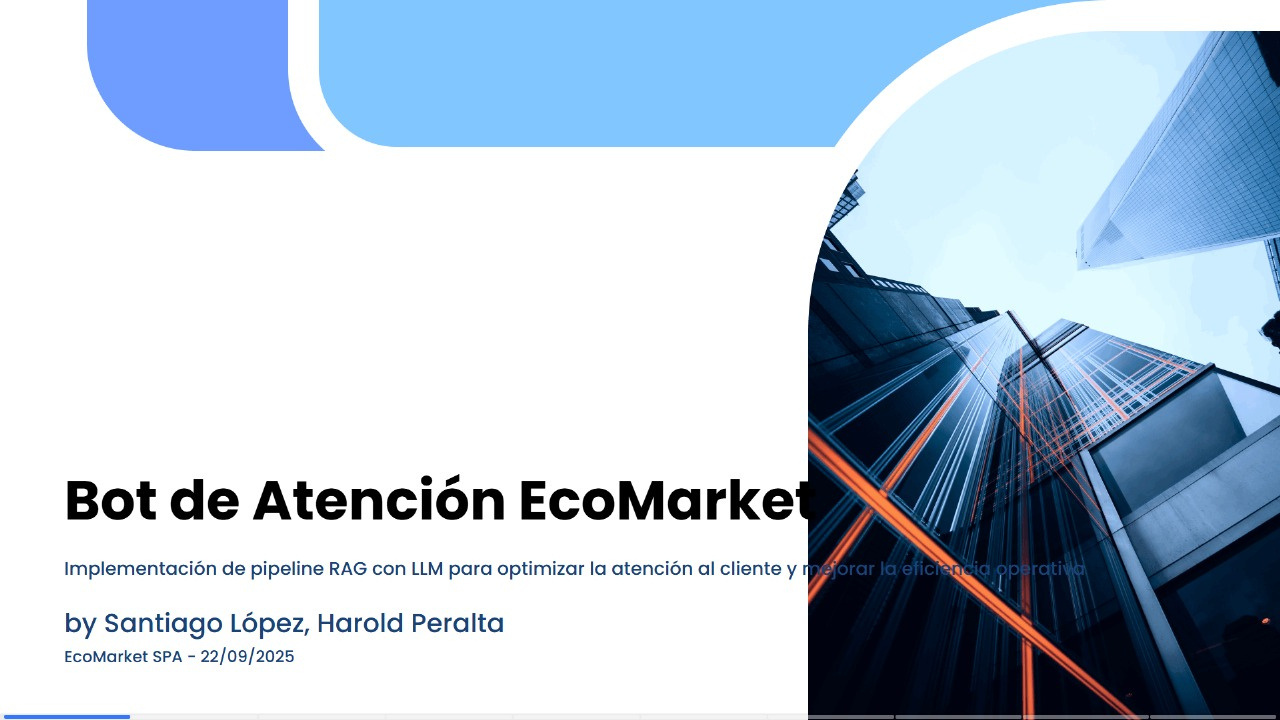 Bot de Atención EcoMarket
Implementación de pipeline RAG con LLM para optimizar la atención al cliente y mejorar la eficiencia operativa
by Santiago López, Harold Peralta
EcoMarket SPA - 22/09/2025